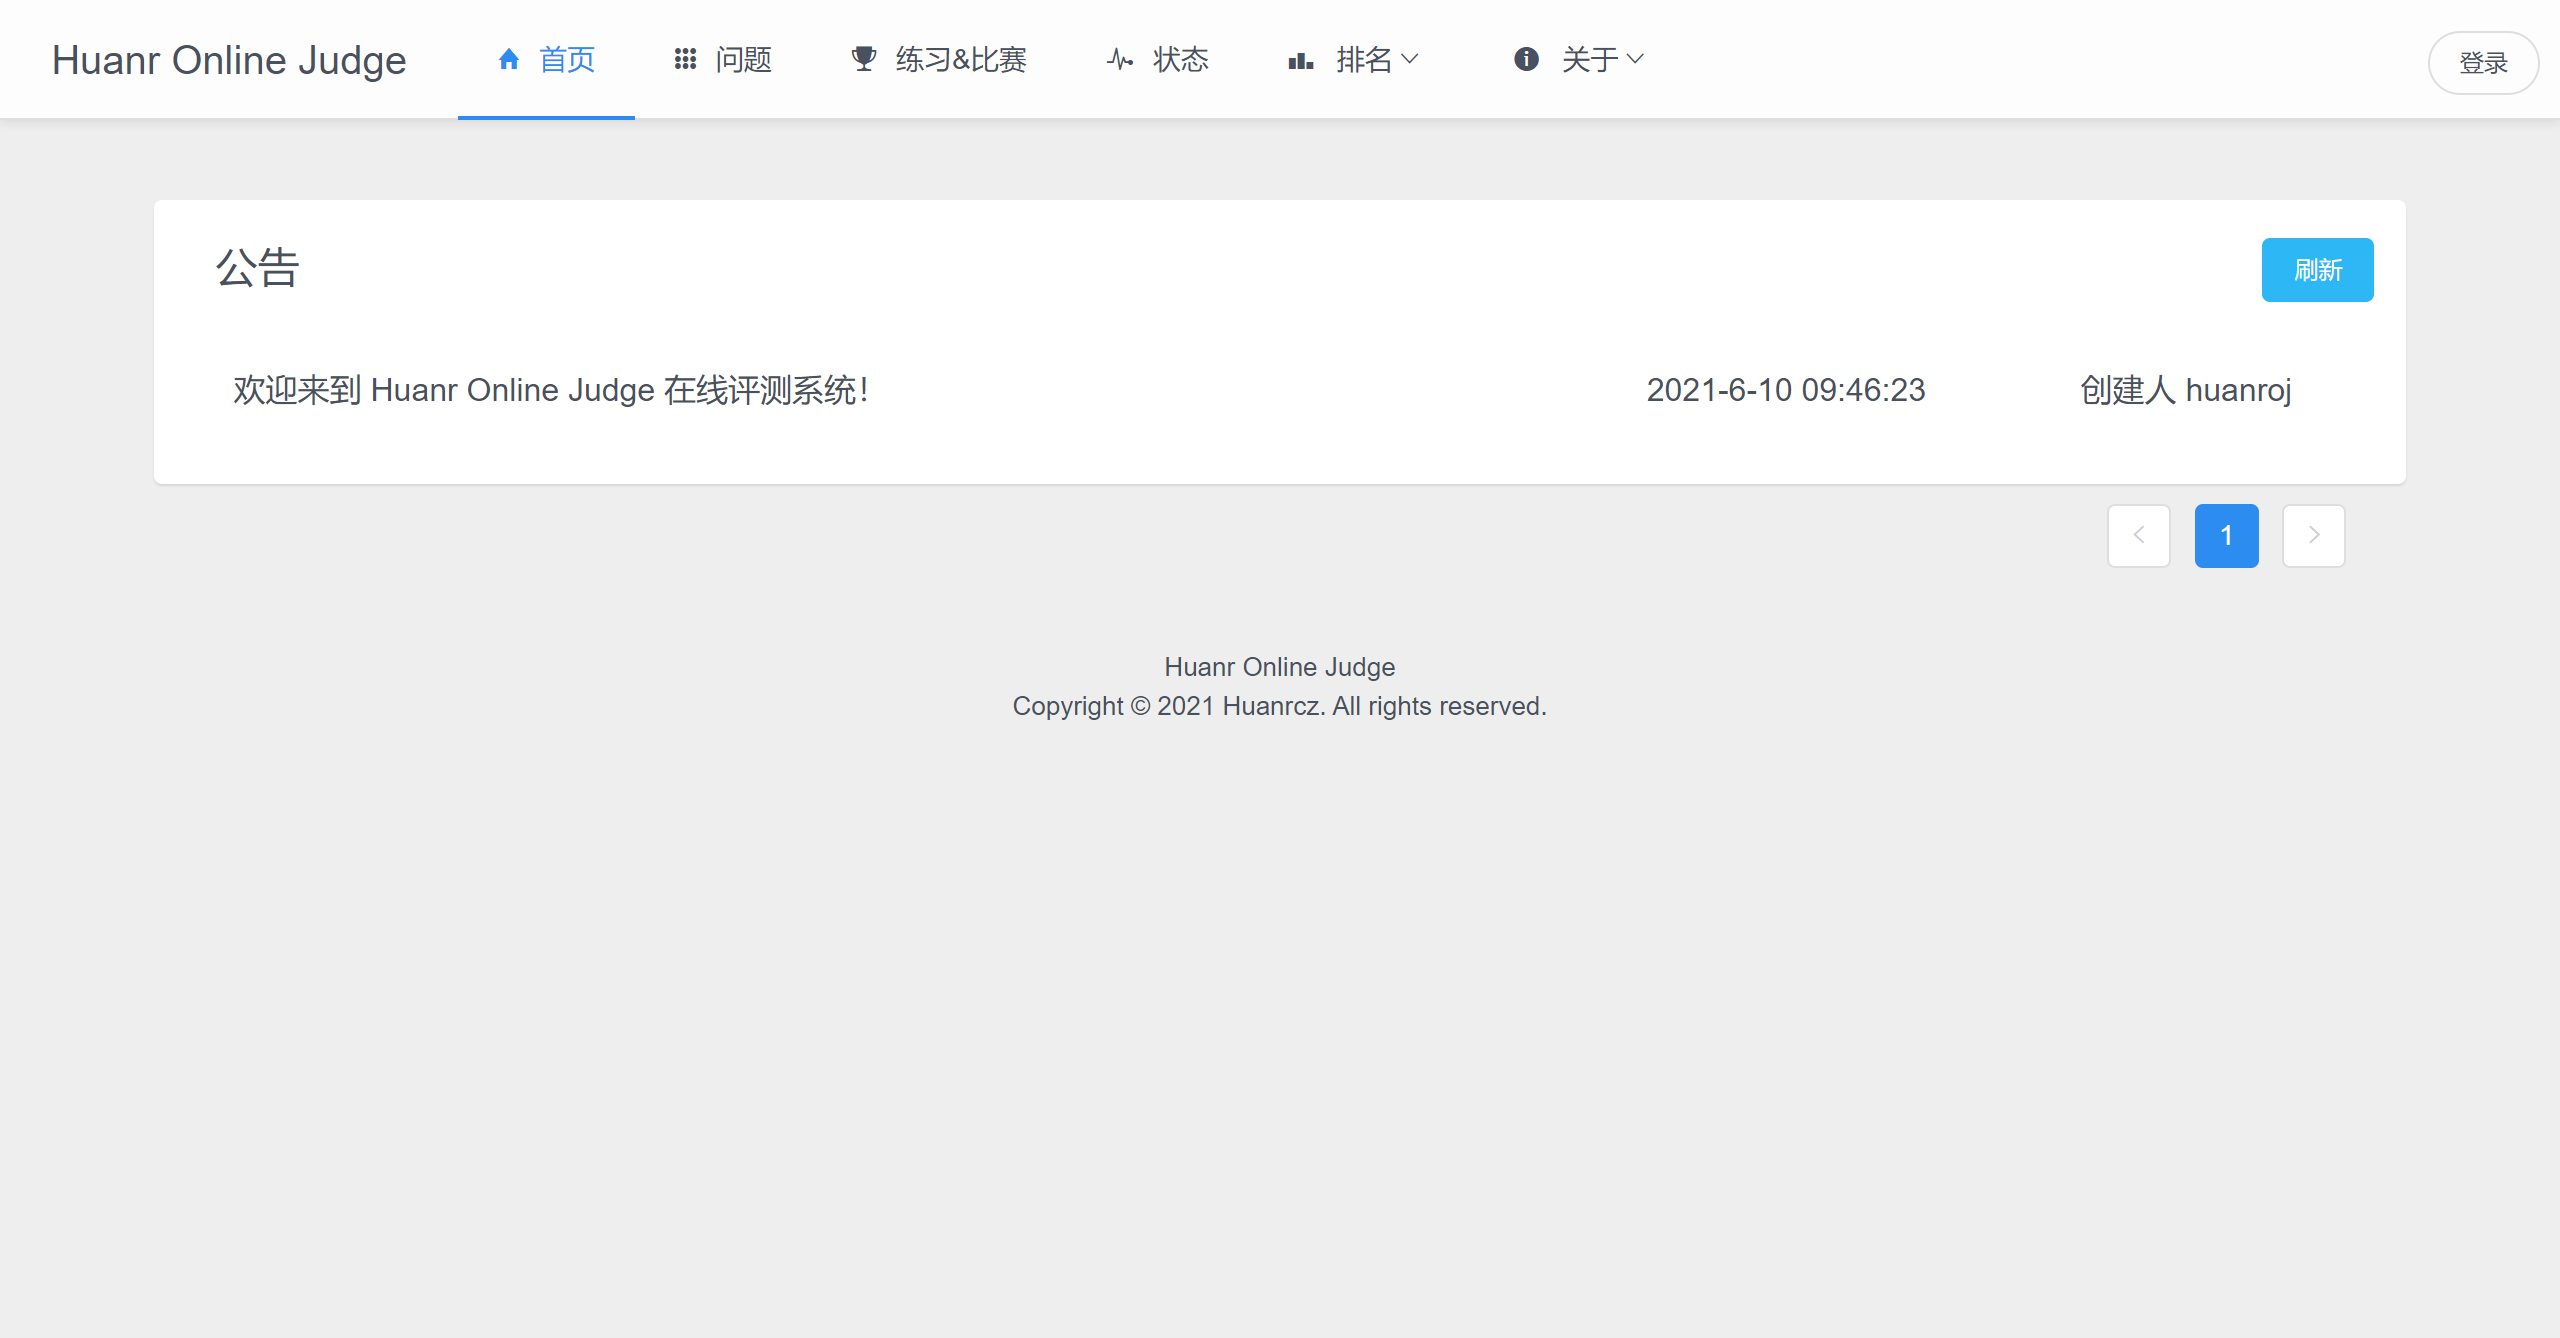 Huanr Online Judge 首页 问题 练习&比赛 状态 排名 关于 登录
公告 刷新
欢迎来到 Huanr Online Judge 在线评测系统！ 2021-6-10 09:46:23 创建人 huanroj
1
Huanr Online Judge
Copyright © 2021 Huanrcz. All rights reserved.